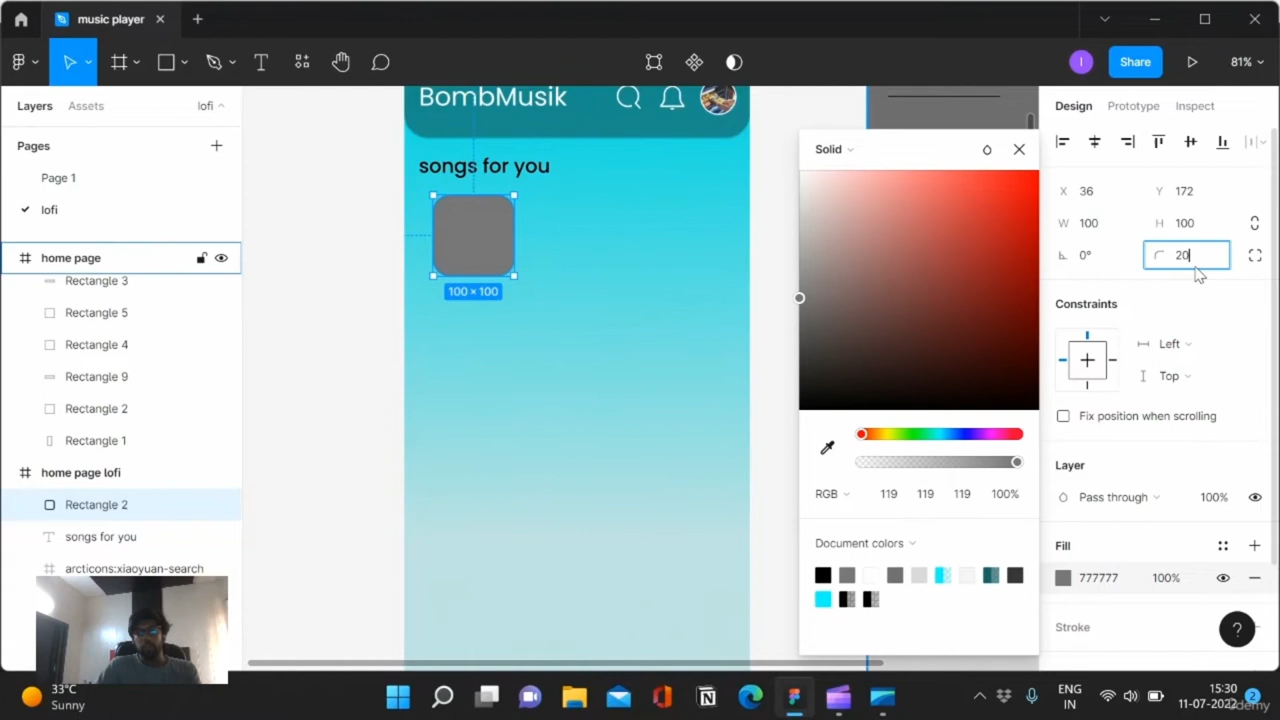 music player
81%
Share
I
Layers
Assets
lofi
Pages
Page 1
lofi
home page
Rectangle 3
Rectangle 5
Rectangle 4
Rectangle 9
Rectangle 2
Rectangle 1
home page lofi
Rectangle 2
songs for you
arcticons:xiaoyuan-search
BombMusik
songs for you
100 × 100
Solid
RGB
119
119
119
100%
Document colors
Design
Prototype
Inspect
X
36
Y
172
W
100
H
100
0°
20
Constraints
Left
Top
Fix position when scrolling
Layer
Pass through
100%
Fill
777777
100%
Stroke
?
33°C
Sunny
ENG
IN
15:30
11-07-2022
2
Udemy